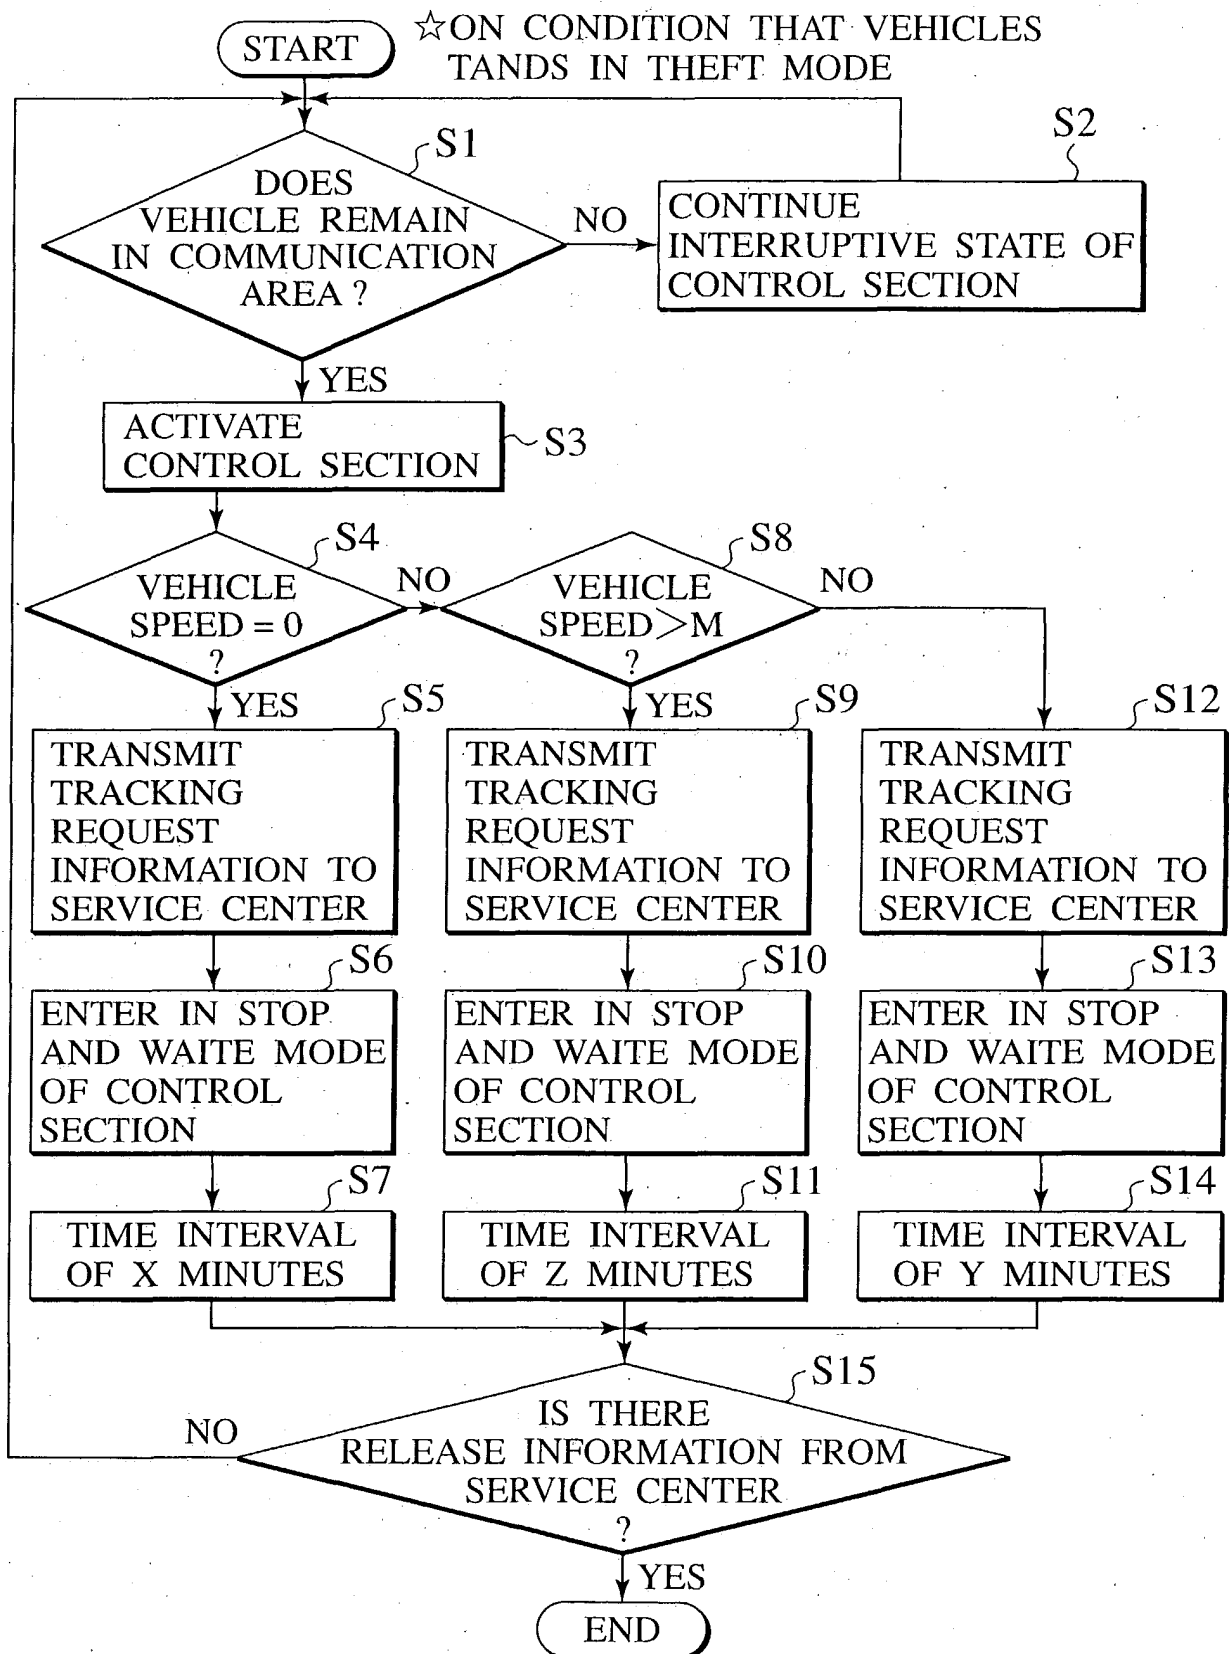 START
☆ON CONDITION THAT VEHICLES
TANDS IN THEFT MODE
S1
DOES
VEHICLE REMAIN
IN COMMUNICATION
AREA ?
NO
S2
CONTINUE
INTERRUPTIVE STATE OF
CONTROL SECTION
YES
ACTIVATE
CONTROL SECTION
S3
S4
VEHICLE
SPEED = 0
?
NO
S8
VEHICLE
SPEED>M
?
NO
YES
S5
TRANSMIT
TRACKING
REQUEST
INFORMATION TO
SERVICE CENTER
YES
S9
TRANSMIT
TRACKING
REQUEST
INFORMATION TO
SERVICE CENTER
S12
TRANSMIT
TRACKING
REQUEST
INFORMATION TO
SERVICE CENTER
S6
ENTER IN STOP
AND WAITE MODE
OF CONTROL
SECTION
S10
ENTER IN STOP
AND WAITE MODE
OF CONTROL
SECTION
S13
ENTER IN STOP
AND WAITE MODE
OF CONTROL
SECTION
S7
TIME INTERVAL
OF X MINUTES
S11
TIME INTERVAL
OF Z MINUTES
S14
TIME INTERVAL
OF Y MINUTES
S15
IS THERE
RELEASE INFORMATION FROM
SERVICE CENTER
?
NO
YES
END